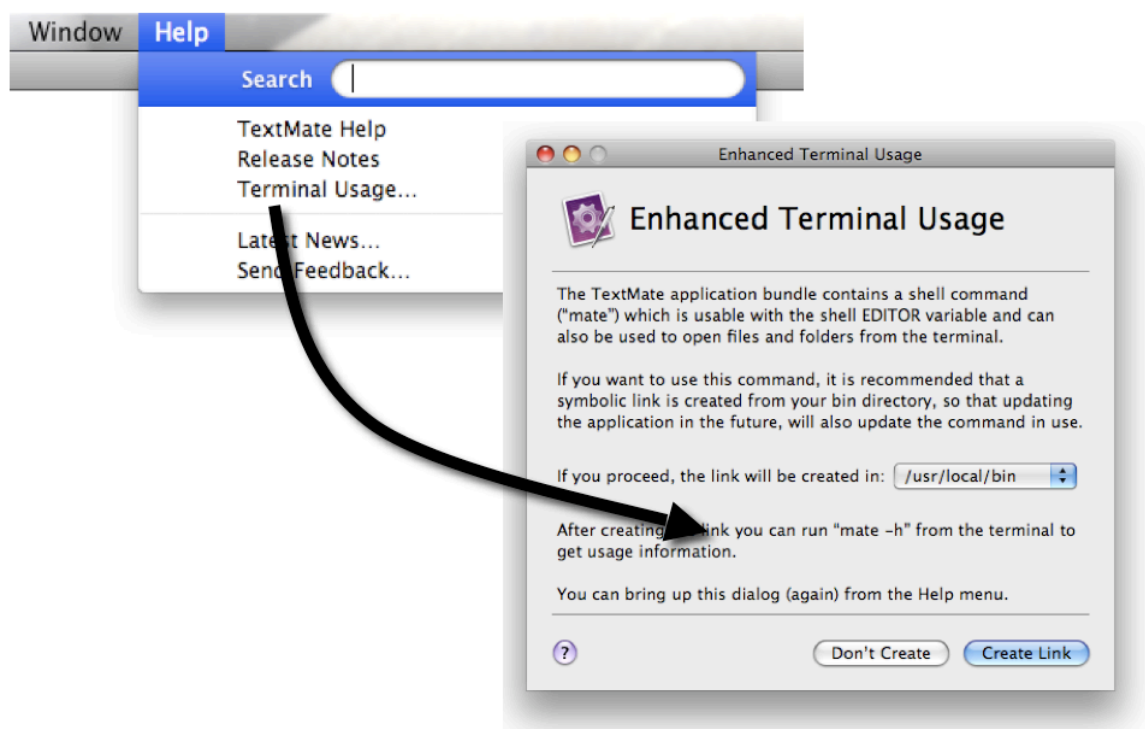 Window Help
Search
TextMate Help
Release Notes
Terminal Usage...
Latest News...
Send Feedback...
Enhanced Terminal Usage
Enhanced Terminal Usage
The TextMate application bundle contains a shell command
(“mate”) which is usable with the shell EDITOR variable and can
also be used to open files and folders from the terminal.
If you want to use this command, it is recommended that a
symbolic link is created from your bin directory, so that updating
the application in the future, will also update the command in use.
If you proceed, the link will be created in: /usr/local/bin
After creating link you can run “mate -h” from the terminal to
get usage information.
You can bring up this dialog (again) from the Help menu.
? Don't Create Create Link